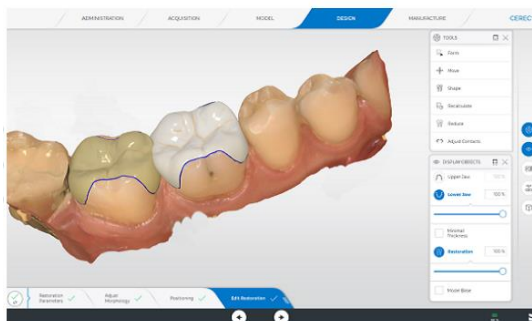 ADMINISTRATION
ACQUISITION
MODEL
DESIGN
MANUFACTURE
CEREC
TOOLS
Form
Move
Shape
Recalculate
Reduce
Adjust Contacts
DISPLAY OBJECTS
Upper Jaw
100%
Lower Jaw
100%
Minimal
Thickness
Restoration
100%
Model Base
Restoration
Parameters
Adjust
Morphology
Positioning
Edit Restoration